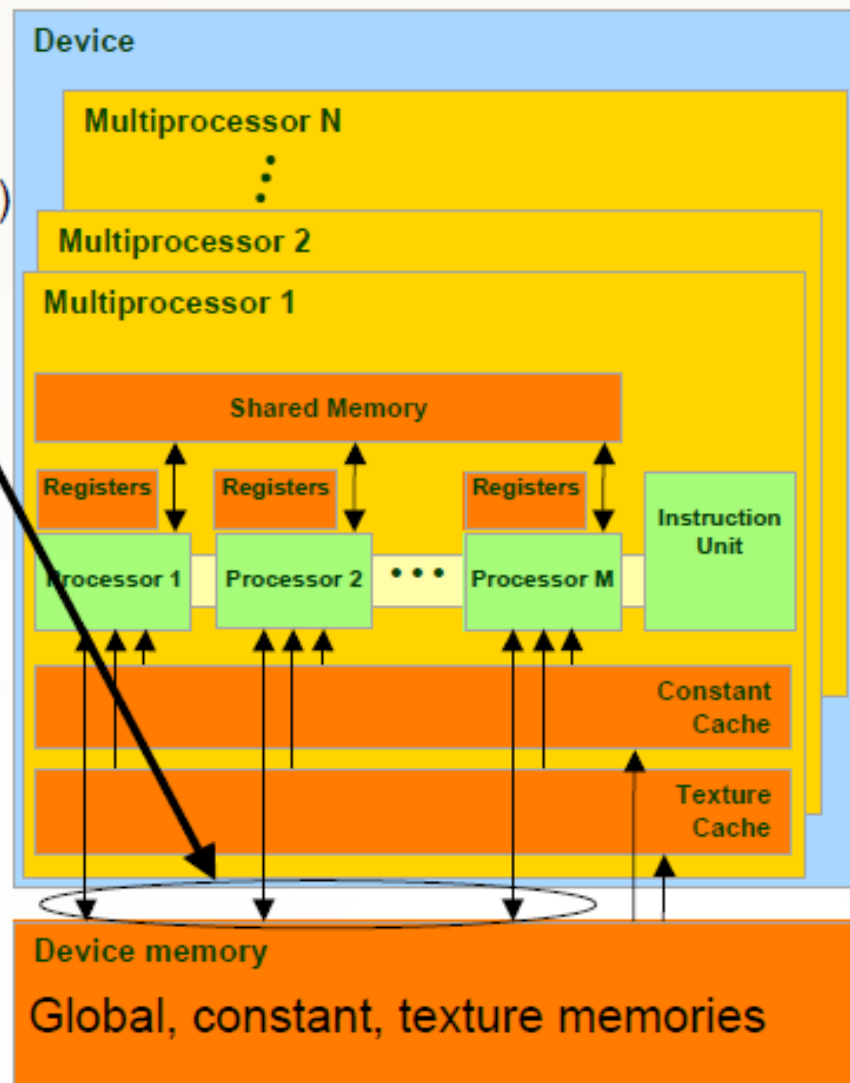 Device
Multiprocessor N
)
Multiprocessor 2
Multiprocessor 1
Shared Memory
Registers
Registers
Registers
Instruction
Unit
Processor 1
Processor 2
Processor M
Constant
Cache
Texture
Cache
Device memory
Global, constant, texture memories